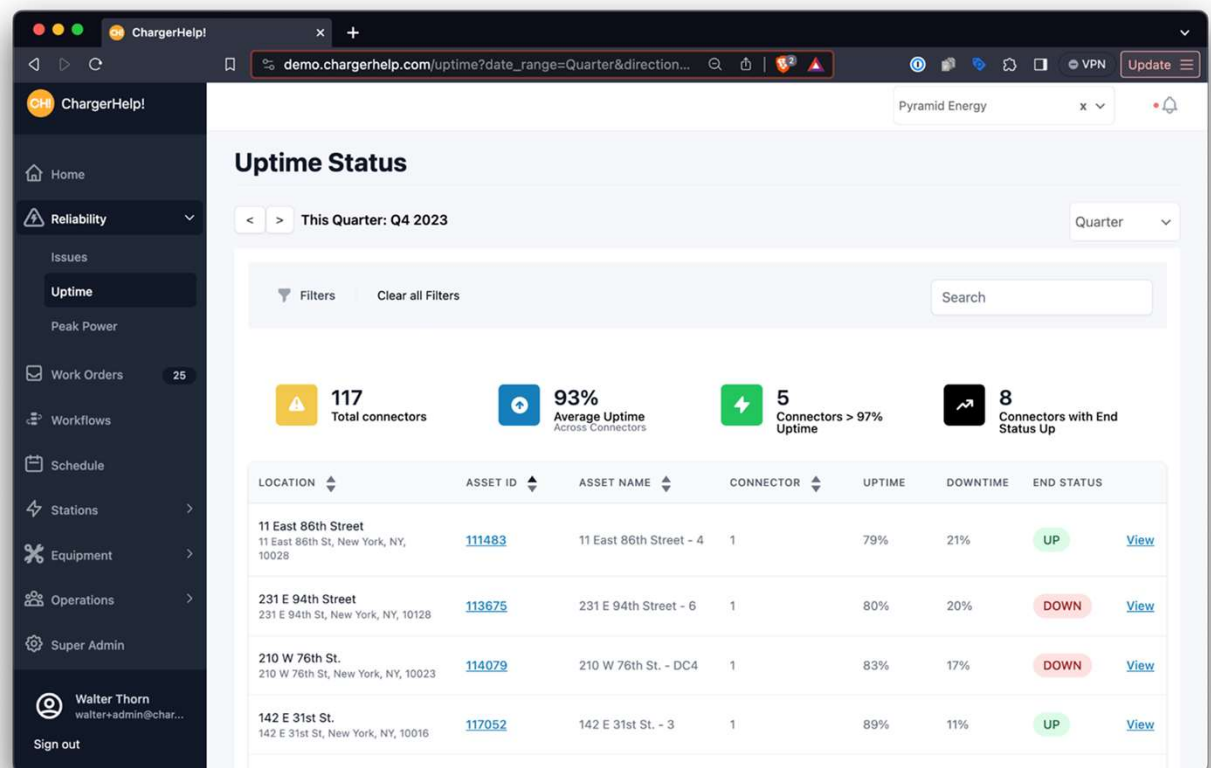 CH! ChargerHelp! x +
demo.chargerhelp.com/uptime?date_range=Quarter&direction... 2 VPN Update
CH! ChargerHelp!
Pyramid Energy x
Home
Reliability
Issues
Uptime
Peak Power
Work Orders 25
Workflows
Schedule
Stations >
Equipment >
Operations >
Super Admin
Walter Thorn
walter+admin@char...
Sign out
Uptime Status
< > This Quarter: Q4 2023
Quarter
Filters Clear all Filters
Search
117
Total connectors
93%
Average Uptime
Across Connectors
5
Connectors > 97%
Uptime
8
Connectors with End
Status Up
LOCATION ASSET ID ASSET NAME CONNECTOR UPTIME DOWNTIME END STATUS
11 East 86th Street
11 East 86th St, New York, NY,
10028
111483 11 East 86th Street - 4 1 79% 21% UP View
231 E 94th Street
231 E 94th St, New York, NY, 10128
113675 231 E 94th Street - 6 1 80% 20% DOWN View
210 W 76th St.
210 W 76th St, New York, NY, 10023
114079 210 W 76th St. - DC4 1 83% 17% DOWN View
142 E 31st St.
142 E 31st St, New York, NY, 10016
117052 142 E 31st St. - 3 1 89% 11% UP View